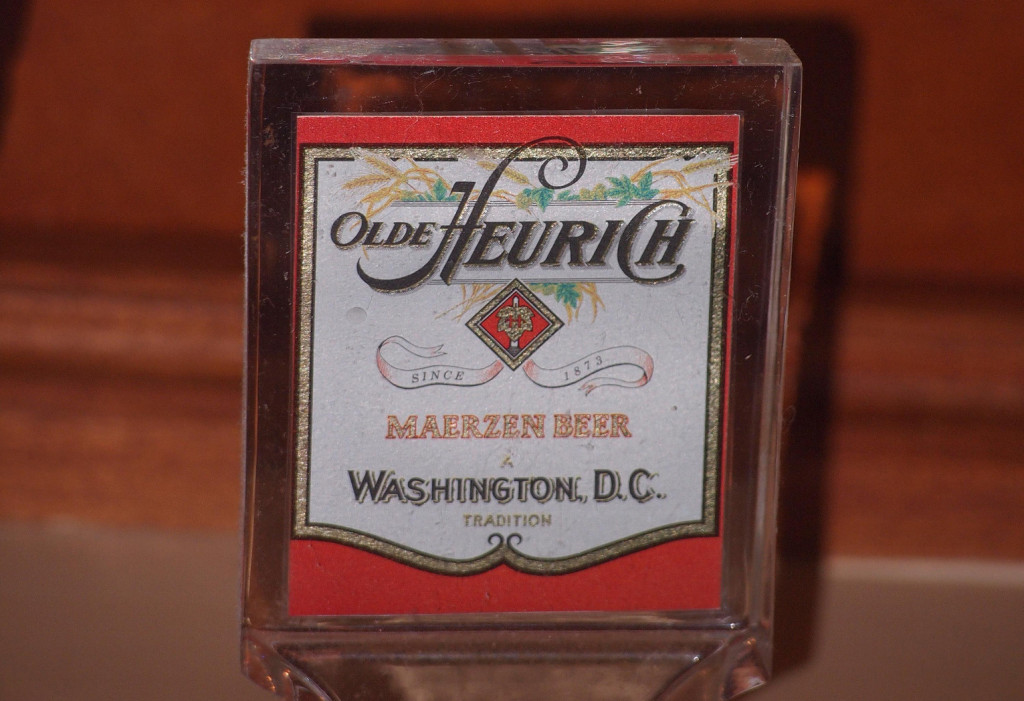 OLDE HEURICH
SINCE 1873
MAERZEN BEER
A
WASHINGTON, D.C.
TRADITION